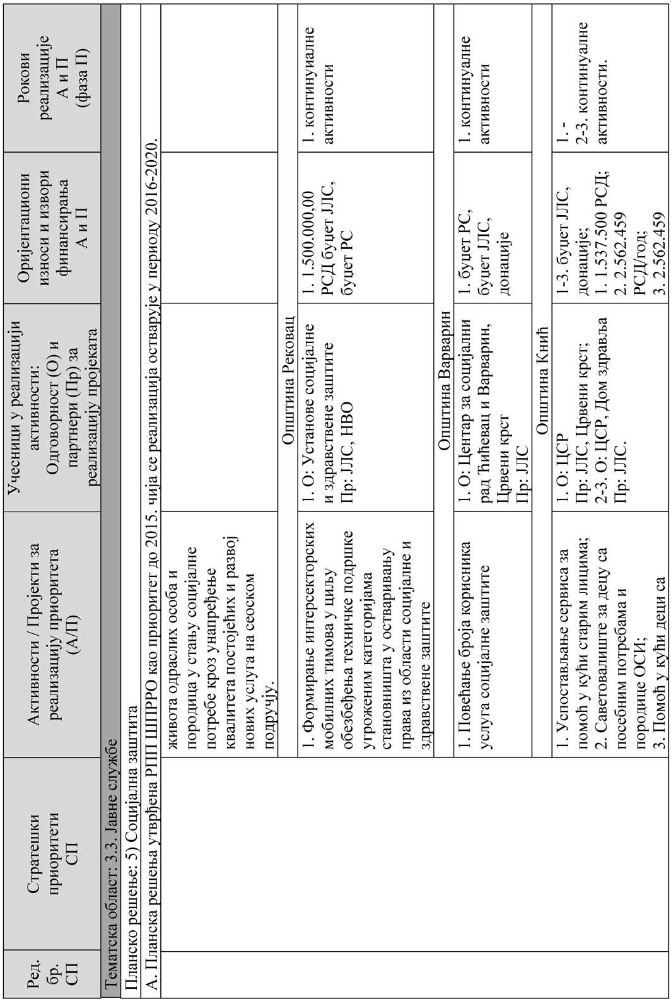 Ред.
бр.
СП
Стратешки
приоритети
СП
Активности / Пројекти за
реализацију приоритета
(А/П)
Учесници у реализацији
активности:
Одговорност (О) и
партнери (Пр) за
реализацију пројеката
Оријентациони
износи и извори
финансирања
А и П
Рокови
реализације
А и П
(фаза П)
Тематска област: 3.3. Јавне службе
Планско решење: 5) Социјална заштита
А. Планска решења утврђена РПП ШПРРО као приоритет до 2015. чија се реализација остварује у периоду 2016-2020.
живота одраслих особа и
породица у стању социјалне
потребе кроз унапређење
квалитета постојећих и развој
нових услуга на сеоском
подручју.
Општина Рековац
1. Формирање интерсекторских
мобилних тимова у циљу
обезбеђења техничке подршке
угроженим категоријама
становништа у остваривању
права из области социјалне и
здравствене заштите
1. О: Установе социјалне
и здравствене заштите
Пр: ЈЛС, НВО
1. 1.500.000,00
РСД буџет ЈЛС,
буџет РС
1. континуиалне
активности
Општина Варварин
1. Повећање броја корисника
услуга социјалне заштите
1. О: Центар за социјални
рад Ћићевац и Варварин,
Црвени крст
Пр: ЈЛС
1. буџет РС,
буџет ЈЛС,
донације
1. континуалне
активности
Општина Кнић
1. Успостављање сервиса за
помоћ у кући старим лицима;
2. Саветовалиште за децу са
посебним потребама и
породице ОСИ;
3. Помоћ у кући деци са
1. О: ЦСР
Пр: ЈЛС, Црвени крст;
2-3. О: ЦСР, Дом здравља
Пр: ЈЛС.
1-3. буџет ЈЛС,
донације;
1. 1.537.500 РСД;
2. 2.562.459
РСД/год;
3. 2.562.459
1. -
2-3. континуалне
активности.